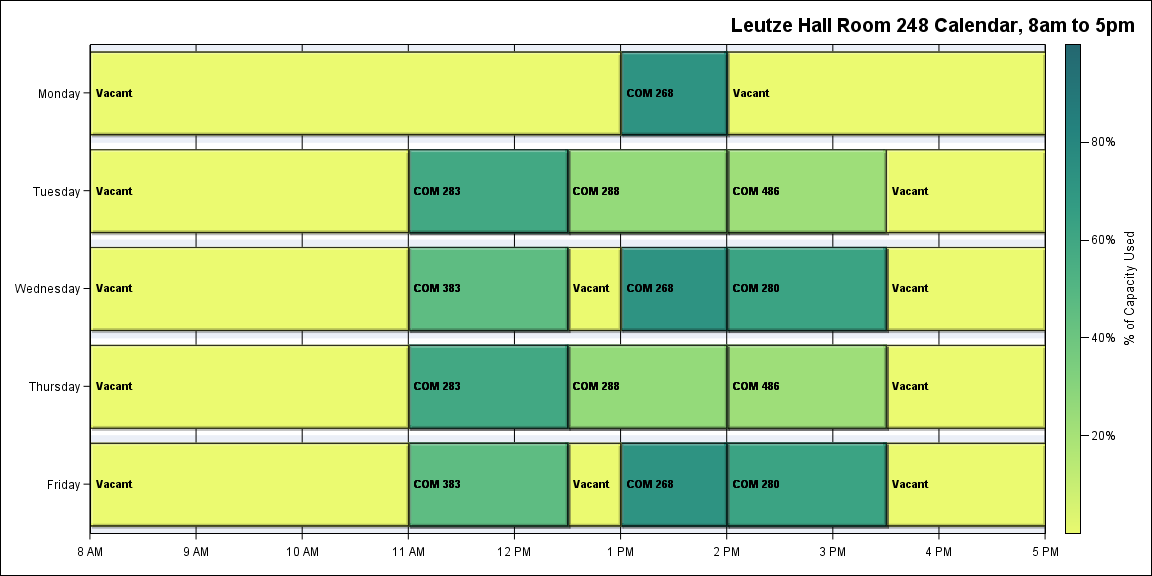 Leutze Hall Room 248 Calendar, 8am to 5pm
Monday
Vacant
COM 268
Vacant
Tuesday
Vacant
COM 283
COM 288
COM 486
Vacant
Wednesday
Vacant
COM 383
Vacant
COM 268
COM 280
Vacant
Thursday
Vacant
COM 283
COM 288
COM 486
Vacant
Friday
Vacant
COM 383
Vacant
COM 268
COM 280
Vacant
8 AM
9 AM
10 AM
11 AM
12 PM
1 PM
2 PM
3 PM
4 PM
5 PM
80%
60%
40%
20%
% of Capacity Used